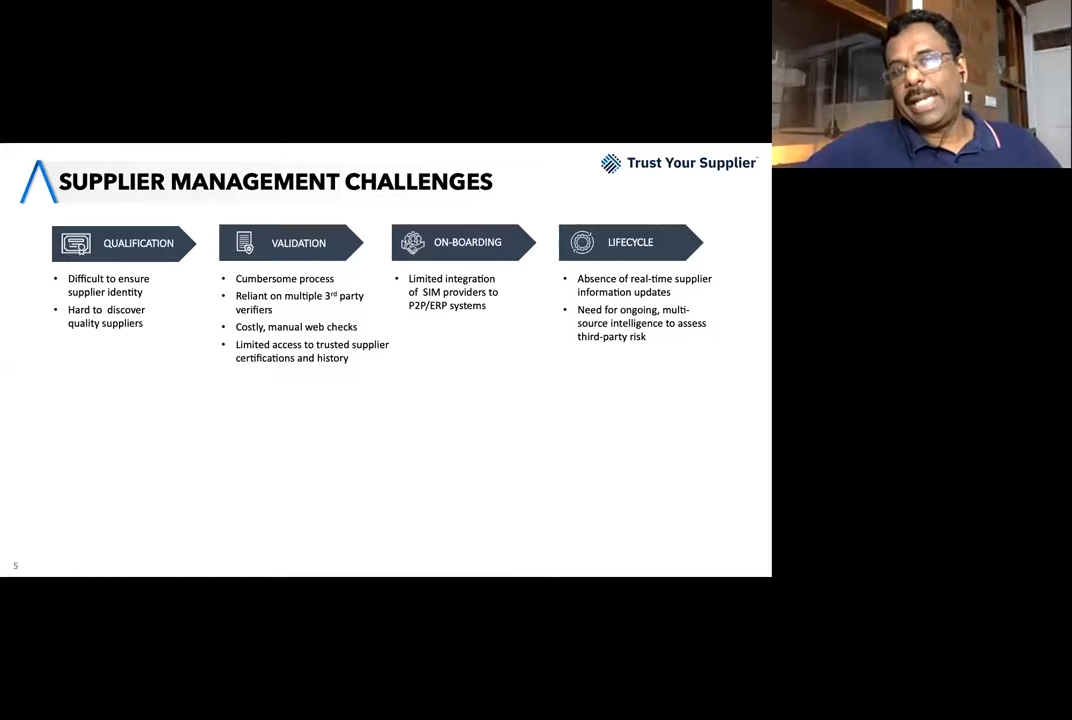 Trust Your Supplier
SUPPLIER MANAGEMENT CHALLENGES
QUALIFICATION
• Difficult to ensure
supplier identity
• Hard to discover
quality suppliers
VALIDATION
• Cumbersome process
• Reliant on multiple 3rd party
verifiers
• Costly, manual web checks
• Limited access to trusted supplier
certifications and history
ON-BOARDING
• Limited integration
of SIM providers to
P2P/ERP systems
LIFECYCLE
• Absence of real-time supplier
information updates
• Need for ongoing, multi-
source intelligence to assess
third-party risk
5